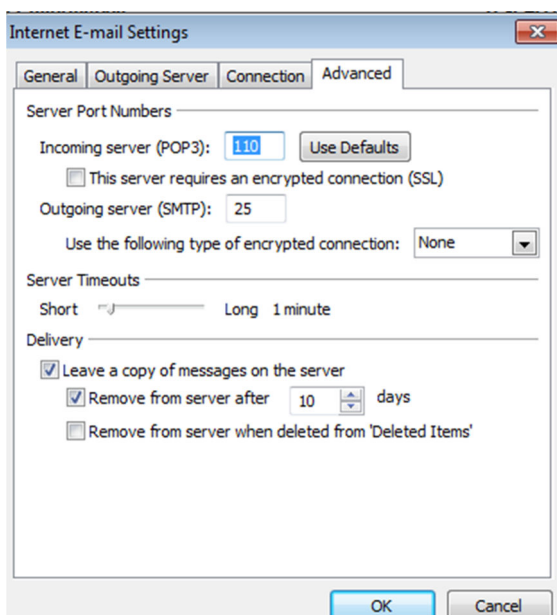 Internet E-mail Settings
General Outgoing Server Connection Advanced
Server Port Numbers
Incoming server (POP3): 110 Use Defaults
This server requires an encrypted connection (SSL)
Outgoing server (SMTP): 25
Use the following type of encrypted connection: None
Server Timeouts
Short Long 1 minute
Delivery
Leave a copy of messages on the server
Remove from server after 10 days
Remove from server when deleted from 'Deleted Items'
OK Cancel